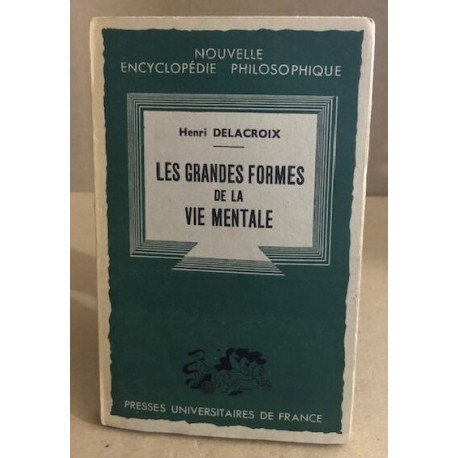 NOUVELLE
ENCYCLOPÉDIE PHILOSOPHIQUE
Henri DELACROIX
LES GRANDES FORMES
DE LA
VIE MENTALE
PRESSES UNIVERSITAIRES DE FRANCE